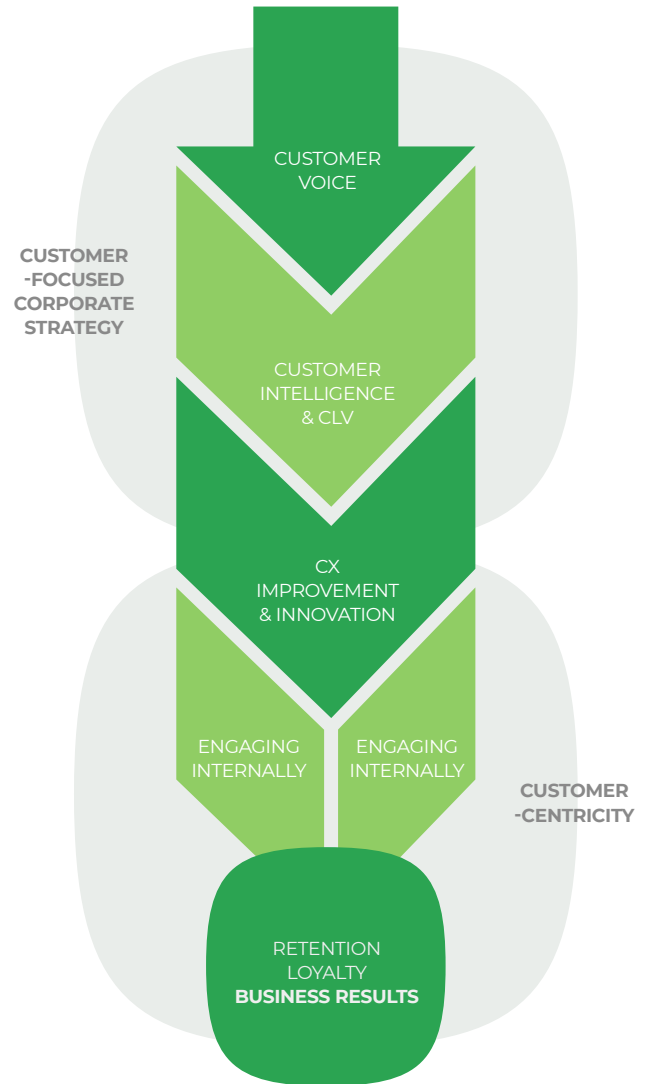 CUSTOMER
VOICE
CUSTOMER
-FOCUSED
CORPORATE
STRATEGY
CUSTOMER
INTELLIGENCE
& CLV
CX
IMPROVEMENT
& INNOVATION
ENGAGING
INTERNALLY
ENGAGING
INTERNALLY
CUSTOMER
-CENTRICITY
RETENTION
LOYALTY
BUSINESS RESULTS